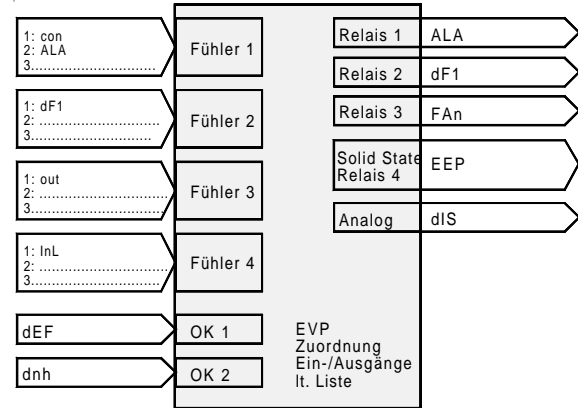 1: con
2: ALA
3..............................
Fühler 1
1: dF1
2: .............................
3.............................
Fühler 2
1: out
2: ................................
3.................................
Fühler 3
1: InL
2: ...............................
3...............................
Fühler 4
dEF
OK 1
dnh
OK 2
Relais 1
ALA
Relais 2
dF1
Relais 3
FAn
Solid State
Relais 4
EEP
Analog
dIS
EVP
Zuordnung
Ein-/Ausgänge
lt. Liste